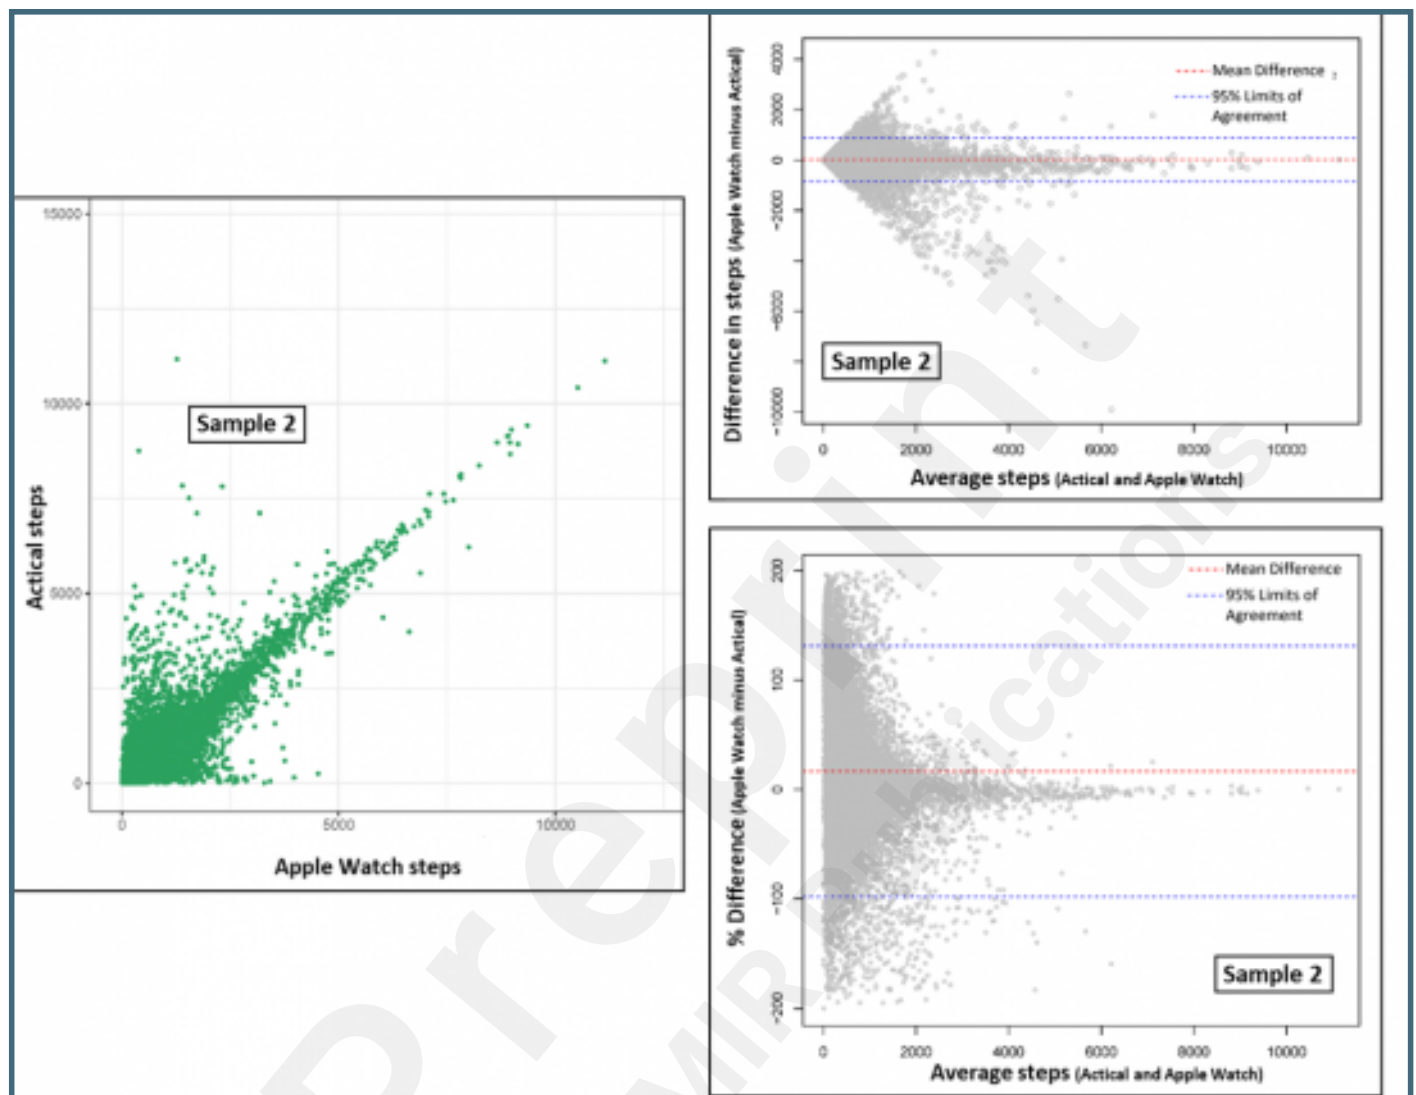 15000
10000
5000
0
0
5000
10000
Actical steps
Apple Watch steps
Sample 2
Difference in steps (Apple Watch minus Actical)
4000
2000
0
-2000
-6000
-10000
Mean Difference
95% Limits of
Agreement
Sample 2
0
2000
4000
6000
8000
10000
Average steps (Actical and Apple Watch)
% Difference (Apple Watch minus Actical)
200
100
0
-100
-200
Mean Difference
95% Limits of
Agreement
Sample 2
0
2000
4000
6000
8000
10000
Average steps (Actical and Apple Watch)
Preprint